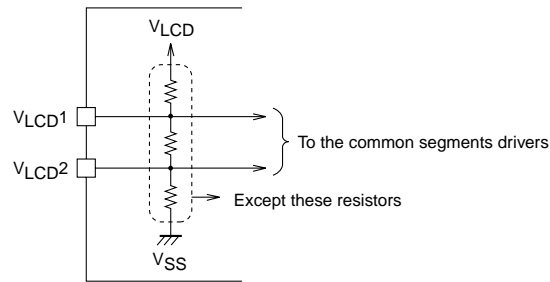 VLCD
VLCD1
To the common segments drivers
VLCD2
Except these resistors
VSS